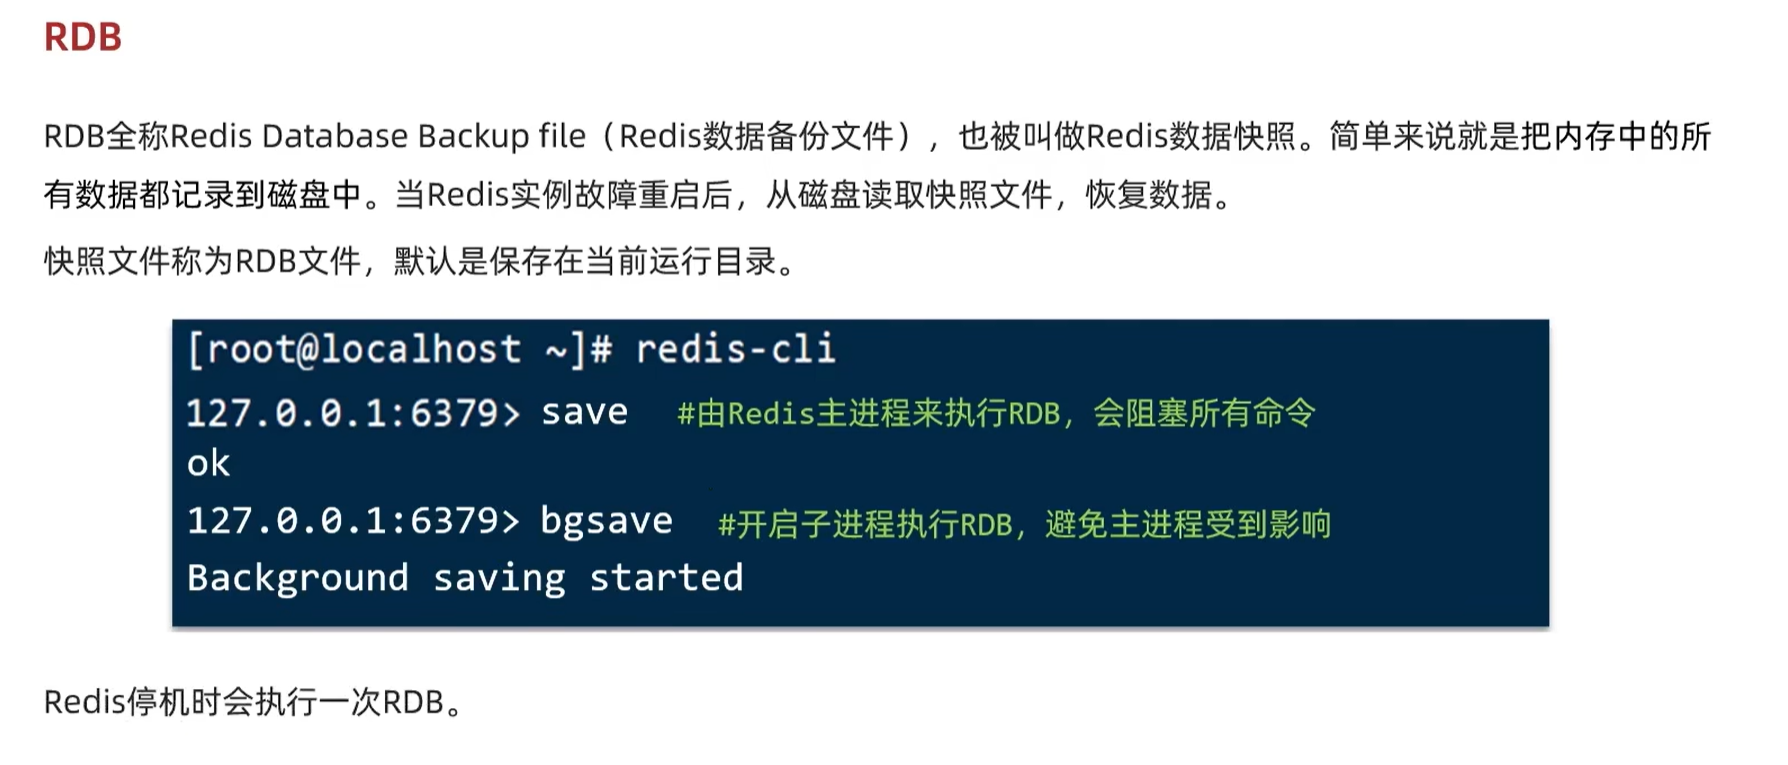 RDB
RDB全称Redis Database Backup file（Redis数据备份文件），也被叫做Redis数据快照。简单来说就是把内存中的所
有数据都记录到磁盘中。当Redis实例故障重启后，从磁盘读取快照文件，恢复数据。
快照文件称为RDB文件，默认是保存在当前运行目录。
[root@localhost ~]# redis-cli
127.0.0.1:6379> save #由Redis主进程来执行RDB，会阻塞所有命令
ok
127.0.0.1:6379> bgsave #开启子进程执行RDB，避免主进程受到影响
Background saving started
Redis停机时会执行一次RDB。